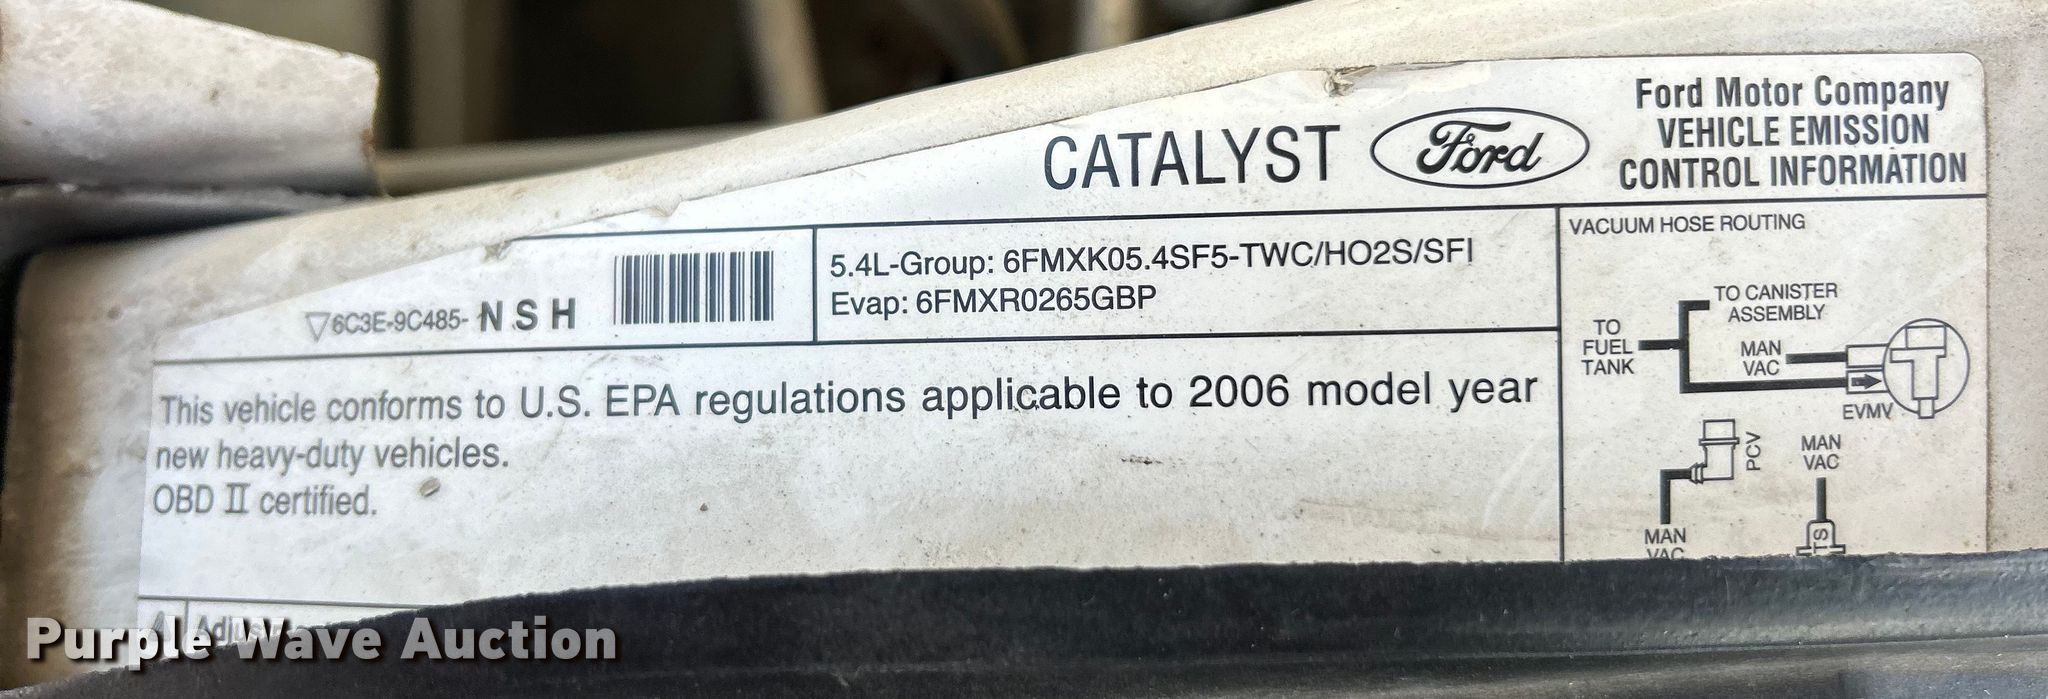 CATALYST
Ford
Ford Motor Company
VEHICLE EMISSION
CONTROL INFORMATION
6C3E-9C485- NSH
5.4L-Group: 6FMXK05.4SF5-TWC/HO2S/SFI
Evap: 6FMXR0265GBP
This vehicle conforms to U.S. EPA regulations applicable to 2006 model year
new heavy-duty vehicles.
OBD II certified.
VACUUM HOSE ROUTING
TO CANISTER
ASSEMBLY
TO
FUEL
TANK
MAN
VAC
EVMV
PCV
MAN
VAC
MAN
VAC
TS
Purple Wave Auction